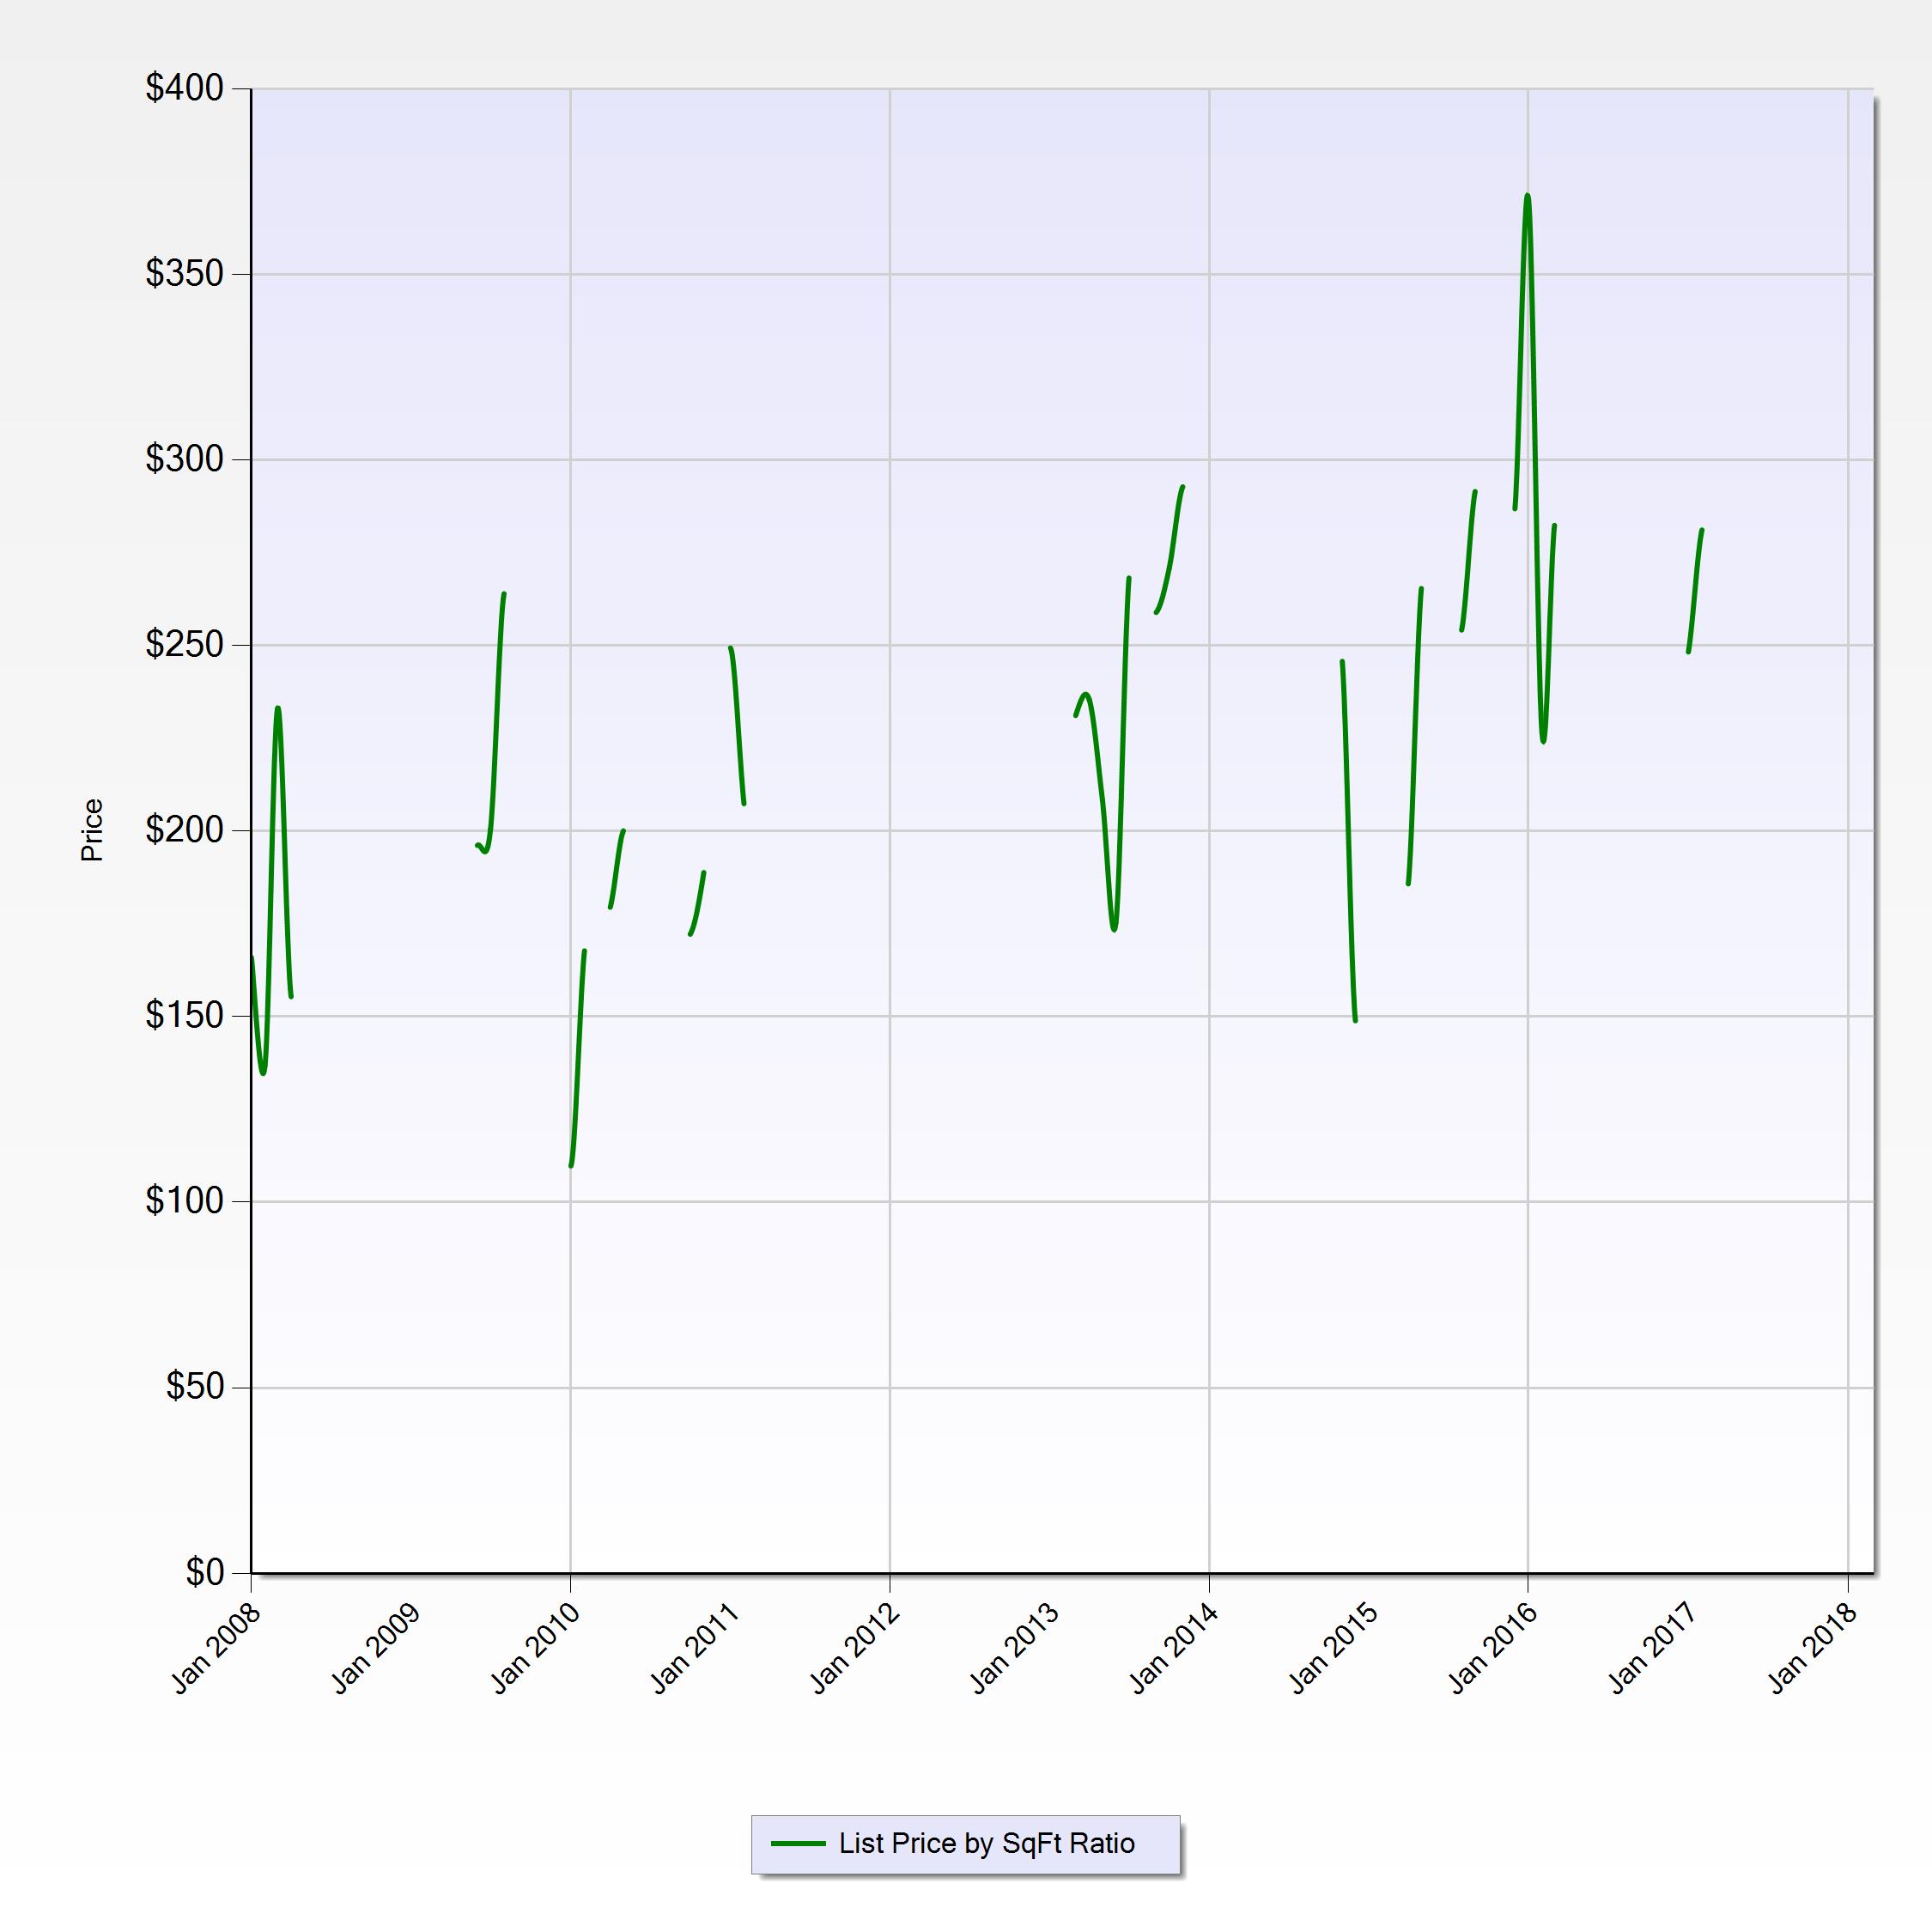 $400
$350
$300
$250
$200
$150
$100
$50
$0
Price
Jan 2008
Jan 2009
Jan 2010
Jan 2011
Jan 2012
Jan 2013
Jan 2014
Jan 2015
Jan 2016
Jan 2017
Jan 2018
List Price by SqFt Ratio